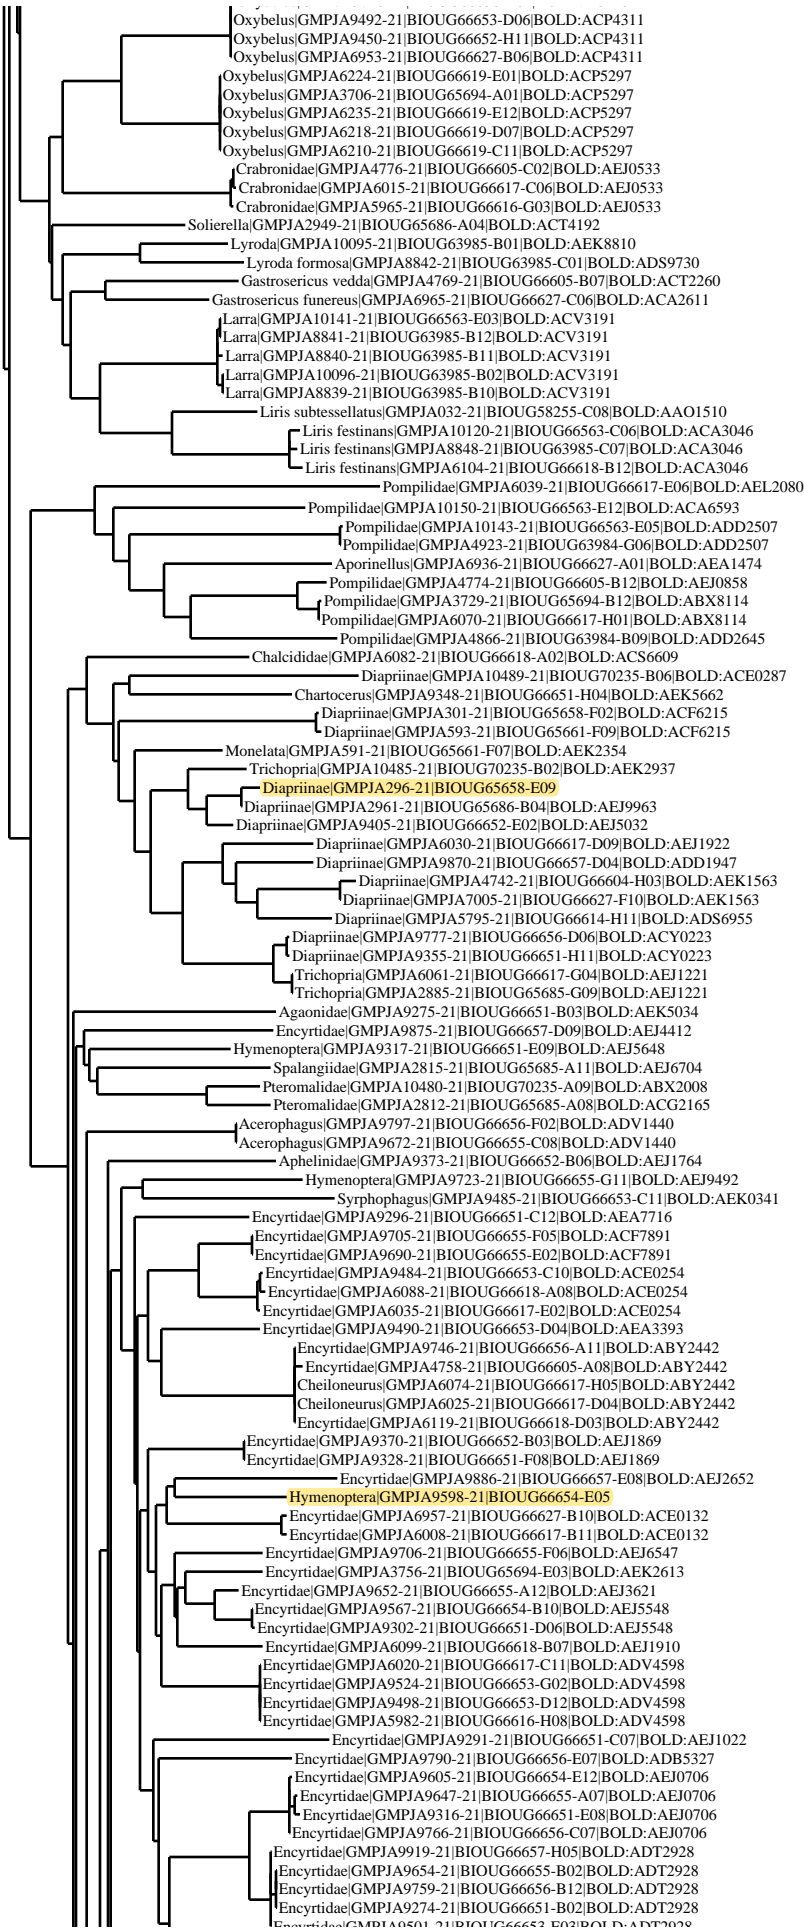 Oxybelus|GMPJA9492-21|BIOUG66653-D06|BOLD:ACP4311
Oxybelus|GMPJA9450-21|BIOUG66652-H11|BOLD:ACP4311
Oxybelus|GMPJA6953-21|BIOUG66627-B06|BOLD:ACP4311
Oxybelus|GMPJA6224-21|BIOUG66619-E01|BOLD:ACP5297
Oxybelus|GMPJA3706-21|BIOUG65694-A01|BOLD:ACP5297
Oxybelus|GMPJA6235-21|BIOUG66619-E12|BOLD:ACP5297
Oxybelus|GMPJA6218-21|BIOUG66619-D07|BOLD:ACP5297
Oxybelus|GMPJA6210-21|BIOUG66619-C11|BOLD:ACP5297
Crabronidae|GMPJA4776-21|BIOUG66605-C02|BOLD:AEJ0533
Crabronidae|GMPJA6015-21|BIOUG66617-C06|BOLD:AEJ0533
Crabronidae|GMPJA5965-21|BIOUG66616-G03|BOLD:AEJ0533
Solierella|GMPJA2949-21|BIOUG65686-A04|BOLD:ACT4192
Lyroda|GMPJA10095-21|BIOUG63985-B01|BOLD:AEK8810
Lyroda formosa|GMPJA8842-21|BIOUG63985-C01|BOLD:ADS9730
Gastrosericus vedda|GMPJA4769-21|BIOUG66605-B07|BOLD:ACT2260
Gastrosericus funereus|GMPJA6965-21|BIOUG66627-C06|BOLD:ACA2611
Larra|GMPJA10141-21|BIOUG66563-E03|BOLD:ACV3191
Larra|GMPJA8841-21|BIOUG63985-B12|BOLD:ACV3191
Larra|GMPJA8840-21|BIOUG63985-B11|BOLD:ACV3191
Larra|GMPJA10096-21|BIOUG63985-B02|BOLD:ACV3191
Larra|GMPJA8839-21|BIOUG63985-B10|BOLD:ACV3191
Liris subtessellatus|GMPJA032-21|BIOUG58255-C08|BOLD:AAO1510
Liris festinans|GMPJA10120-21|BIOUG66563-C06|BOLD:ACA3046
Liris festinans|GMPJA8848-21|BIOUG63985-C07|BOLD:ACA3046
Liris festinans|GMPJA6104-21|BIOUG66618-B12|BOLD:ACA3046
Pompilidae|GMPJA6039-21|BIOUG66617-E06|BOLD:AEL2080
Pompilidae|GMPJA10150-21|BIOUG66563-E12|BOLD:ACA6593
Pompilidae|GMPJA10143-21|BIOUG66563-E05|BOLD:ADD2507
Pompilidae|GMPJA4923-21|BIOUG63984-G06|BOLD:ADD2507
Aporinellus|GMPJA6936-21|BIOUG66627-A01|BOLD:AEA1474
Pompilidae|GMPJA4774-21|BIOUG66605-B12|BOLD:AEJ0858
Pompilidae|GMPJA3729-21|BIOUG65694-B12|BOLD:ABX8114
Pompilidae|GMPJA6070-21|BIOUG66617-H01|BOLD:ABX8114
Pompilidae|GMPJA4866-21|BIOUG63984-B09|BOLD:ADD2645
Chalcididae|GMPJA6082-21|BIOUG66618-A02|BOLD:ACS6609
Diapriinae|GMPJA10489-21|BIOUG70235-B06|BOLD:ACE0287
Chartocerus|GMPJA9348-21|BIOUG66651-H04|BOLD:AEK5662
Diapriinae|GMPJA301-21|BIOUG65658-F02|BOLD:ACF6215
Diapriinae|GMPJA593-21|BIOUG65661-F09|BOLD:ACF6215
Monelata|GMPJA591-21|BIOUG65661-F07|BOLD:AEK2354
Trichopria|GMPJA10485-21|BIOUG70235-B02|BOLD:AEK2937
Diapriinae|GMPJA296-21|BIOUG65658-E09
Diapriinae|GMPJA2961-21|BIOUG65686-B04|BOLD:AEJ9963
Diapriinae|GMPJA9405-21|BIOUG66652-E02|BOLD:AEJ5032
Diapriinae|GMPJA6030-21|BIOUG66617-D09|BOLD:AEJ1922
Diapriinae|GMPJA9870-21|BIOUG66657-D04|BOLD:ADD1947
Diapriinae|GMPJA4742-21|BIOUG66604-H03|BOLD:AEK1563
Diapriinae|GMPJA7005-21|BIOUG66627-F10|BOLD:AEK1563
Diapriinae|GMPJA5795-21|BIOUG66614-H11|BOLD:ADS6955
Diapriinae|GMPJA9777-21|BIOUG66656-D06|BOLD:ACY0223
Diapriinae|GMPJA9355-21|BIOUG66651-H11|BOLD:ACY0223
Trichopria|GMPJA6061-21|BIOUG66617-G04|BOLD:AEJ1221
Trichopria|GMPJA2885-21|BIOUG65685-G09|BOLD:AEJ1221
Agaonidae|GMPJA9275-21|BIOUG66651-B03|BOLD:AEK5034
Encyrtidae|GMPJA9875-21|BIOUG66657-D09|BOLD:AEJ4412
Hymenoptera|GMPJA9317-21|BIOUG66651-E09|BOLD:AEJ5648
Spalangiidae|GMPJA2815-21|BIOUG65685-A11|BOLD:AEJ6704
Pteromalidae|GMPJA10480-21|BIOUG70235-A09|BOLD:ABX2008
Pteromalidae|GMPJA2812-21|BIOUG65685-A08|BOLD:ACG2165
Acerophagus|GMPJA9797-21|BIOUG66656-F02|BOLD:ADV1440
Acerophagus|GMPJA9672-21|BIOUG66655-C08|BOLD:ADV1440
Aphelinidae|GMPJA9373-21|BIOUG66652-B06|BOLD:AEJ1764
Hymenoptera|GMPJA9723-21|BIOUG66655-G11|BOLD:AEJ9492
Syrphophagus|GMPJA9485-21|BIOUG66653-C11|BOLD:AEK0341
Encyrtidae|GMPJA9296-21|BIOUG66651-C12|BOLD:AEA7716
Encyrtidae|GMPJA9705-21|BIOUG66655-F05|BOLD:ACF7891
Encyrtidae|GMPJA9690-21|BIOUG66655-E02|BOLD:ACF7891
Encyrtidae|GMPJA9484-21|BIOUG66653-C10|BOLD:ACE0254
Encyrtidae|GMPJA6088-21|BIOUG66618-A08|BOLD:ACE0254
Encyrtidae|GMPJA6035-21|BIOUG66617-E02|BOLD:ACE0254
Encyrtidae|GMPJA9490-21|BIOUG66653-D04|BOLD:AEA3393
Encyrtidae|GMPJA9746-21|BIOUG66656-A11|BOLD:ABY2442
Encyrtidae|GMPJA4758-21|BIOUG66605-A08|BOLD:ABY2442
Cheiloneurus|GMPJA6074-21|BIOUG66617-H05|BOLD:ABY2442
Cheiloneurus|GMPJA6025-21|BIOUG66617-D04|BOLD:ABY2442
Encyrtidae|GMPJA6119-21|BIOUG66618-D03|BOLD:ABY2442
Encyrtidae|GMPJA9370-21|BIOUG66652-B03|BOLD:AEJ1869
Encyrtidae|GMPJA9328-21|BIOUG66651-F08|BOLD:AEJ1869
Encyrtidae|GMPJA9886-21|BIOUG66657-E08|BOLD:AEJ2652
Hymenoptera|GMPJA9598-21|BIOUG66654-E05
Encyrtidae|GMPJA6957-21|BIOUG66627-B10|BOLD:ACE0132
Encyrtidae|GMPJA6008-21|BIOUG66617-B11|BOLD:ACE0132
Encyrtidae|GMPJA9706-21|BIOUG66655-F06|BOLD:AEJ6547
Encyrtidae|GMPJA3756-21|BIOUG65694-E03|BOLD:AEK2613
Encyrtidae|GMPJA9652-21|BIOUG66655-A12|BOLD:AEJ3621
Encyrtidae|GMPJA9567-21|BIOUG66654-B10|BOLD:AEJ5548
Encyrtidae|GMPJA9302-21|BIOUG66651-D06|BOLD:AEJ5548
Encyrtidae|GMPJA6099-21|BIOUG66618-B07|BOLD:AEJ1910
Encyrtidae|GMPJA6020-21|BIOUG66617-C11|BOLD:ADV4598
Encyrtidae|GMPJA9524-21|BIOUG66653-G02|BOLD:ADV4598
Encyrtidae|GMPJA9498-21|BIOUG66653-D12|BOLD:ADV4598
Encyrtidae|GMPJA5982-21|BIOUG66616-H08|BOLD:ADV4598
Encyrtidae|GMPJA9291-21|BIOUG66651-C07|BOLD:AEJ1022
Encyrtidae|GMPJA9790-21|BIOUG66656-E07|BOLD:ADB5327
Encyrtidae|GMPJA9605-21|BIOUG66654-E12|BOLD:AEJ0706
Encyrtidae|GMPJA9647-21|BIOUG66655-A07|BOLD:AEJ0706
Encyrtidae|GMPJA9316-21|BIOUG66651-E08|BOLD:AEJ0706
Encyrtidae|GMPJA9766-21|BIOUG66656-C07|BOLD:AEJ0706
Encyrtidae|GMPJA9919-21|BIOUG66657-H05|BOLD:ADT2928
Encyrtidae|GMPJA9654-21|BIOUG66655-B02|BOLD:ADT2928
Encyrtidae|GMPJA9759-21|BIOUG66656-B12|BOLD:ADT2928
Encyrtidae|GMPJA9274-21|BIOUG66651-B02|BOLD:ADT2928
Encyrtidae|GMPJA9501-21|BIOUG66653-E03|BOLD:ADT2928